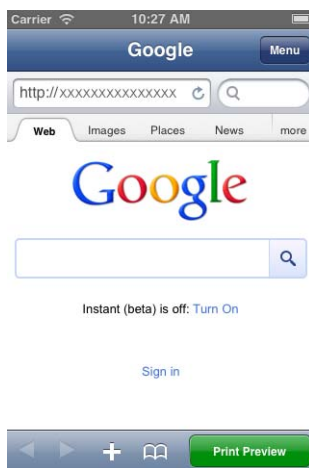 Carrier 10:27 AM
Google Menu
http://xxxxxxxxxxxxxxx
Web Images Places News more
Google
Instant (beta) is off: Turn On
Sign in
Print Preview